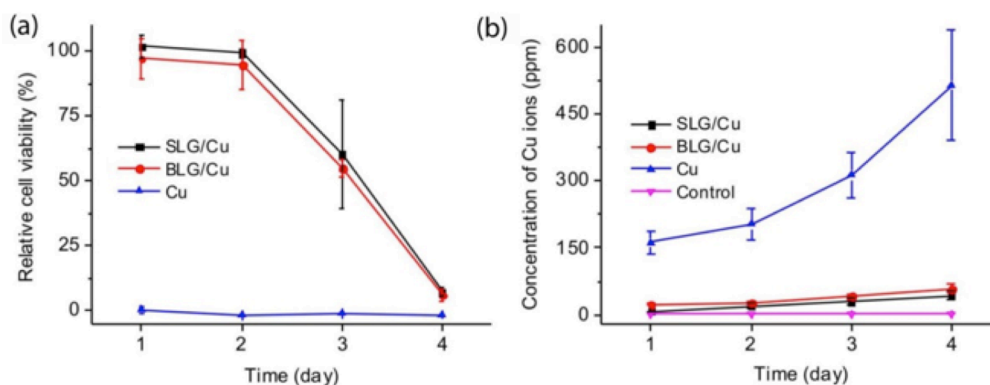 (a)
Relative cell viability (%)
100
75
50
25
0
SLG/Cu
BLG/Cu
Cu
1 2 3 4
Time (day)
(b)
Concentration of Cu ions (ppm)
600
450
300
150
0
SLG/Cu
BLG/Cu
Cu
Control
1 2 3 4
Time (day)